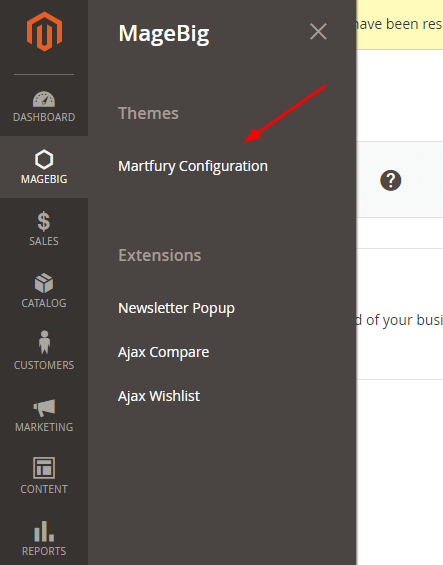 DASHBOARD
MAGEBIG
SALES
CATALOG
CUSTOMERS
MARKETING
CONTENT
REPORTS
MageBig
Themes
Martfury Configuration
Extensions
Newsletter Popup
Ajax Compare
Ajax Wishlist
have been res
?
d of your busi